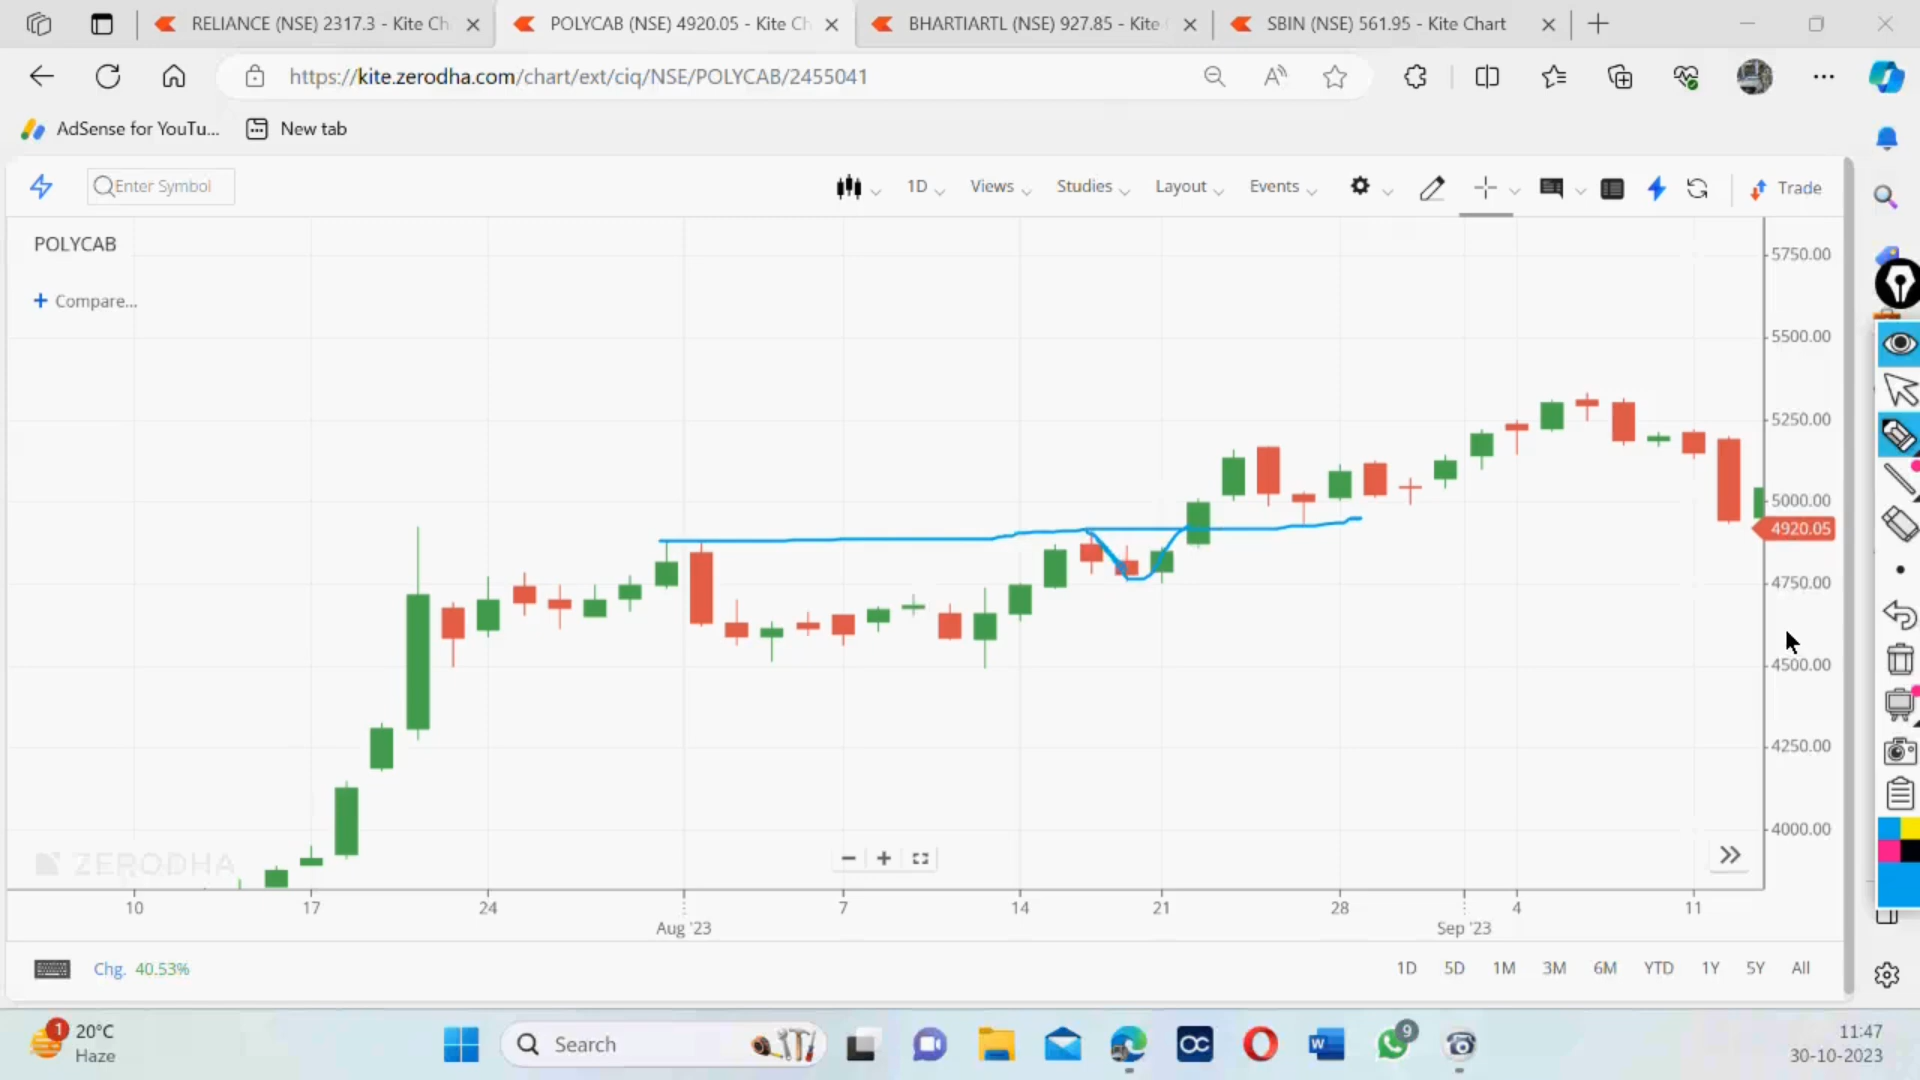 RELIANCE (NSE) 2317.3 - Kite Ch
POLYCAB (NSE) 4920.05 - Kite Ch
BHARTIARTL (NSE) 927.85 - Kite
SBIN (NSE) 561.95 - Kite Chart
https://kite.zerodha.com/chart/ext/ciq/NSE/POLYCAB/2455041
AdSense for YouTu...
New tab
Enter Symbol
1D
Views
Studies
Layout
Events
Trade
POLYCAB
+ Compare...
5750.00
5500.00
5250.00
5000.00
4920.05
4750.00
4500.00
4250.00
4000.00
ZERODHA
10 17 24 7 14 21 28 4 11
Aug '23 Sep '23
Chg. 40.53%
1D 5D 1M 3M 6M YTD 1Y 5Y All
1
20°C
Haze
Search
9
11:47
30-10-2023